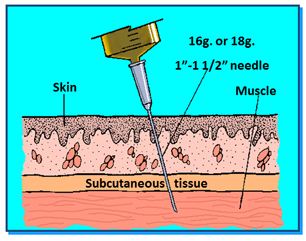 16g. or 18g.
1”-1 1/2” needle
Skin
Muscle
Subcutaneous tissue